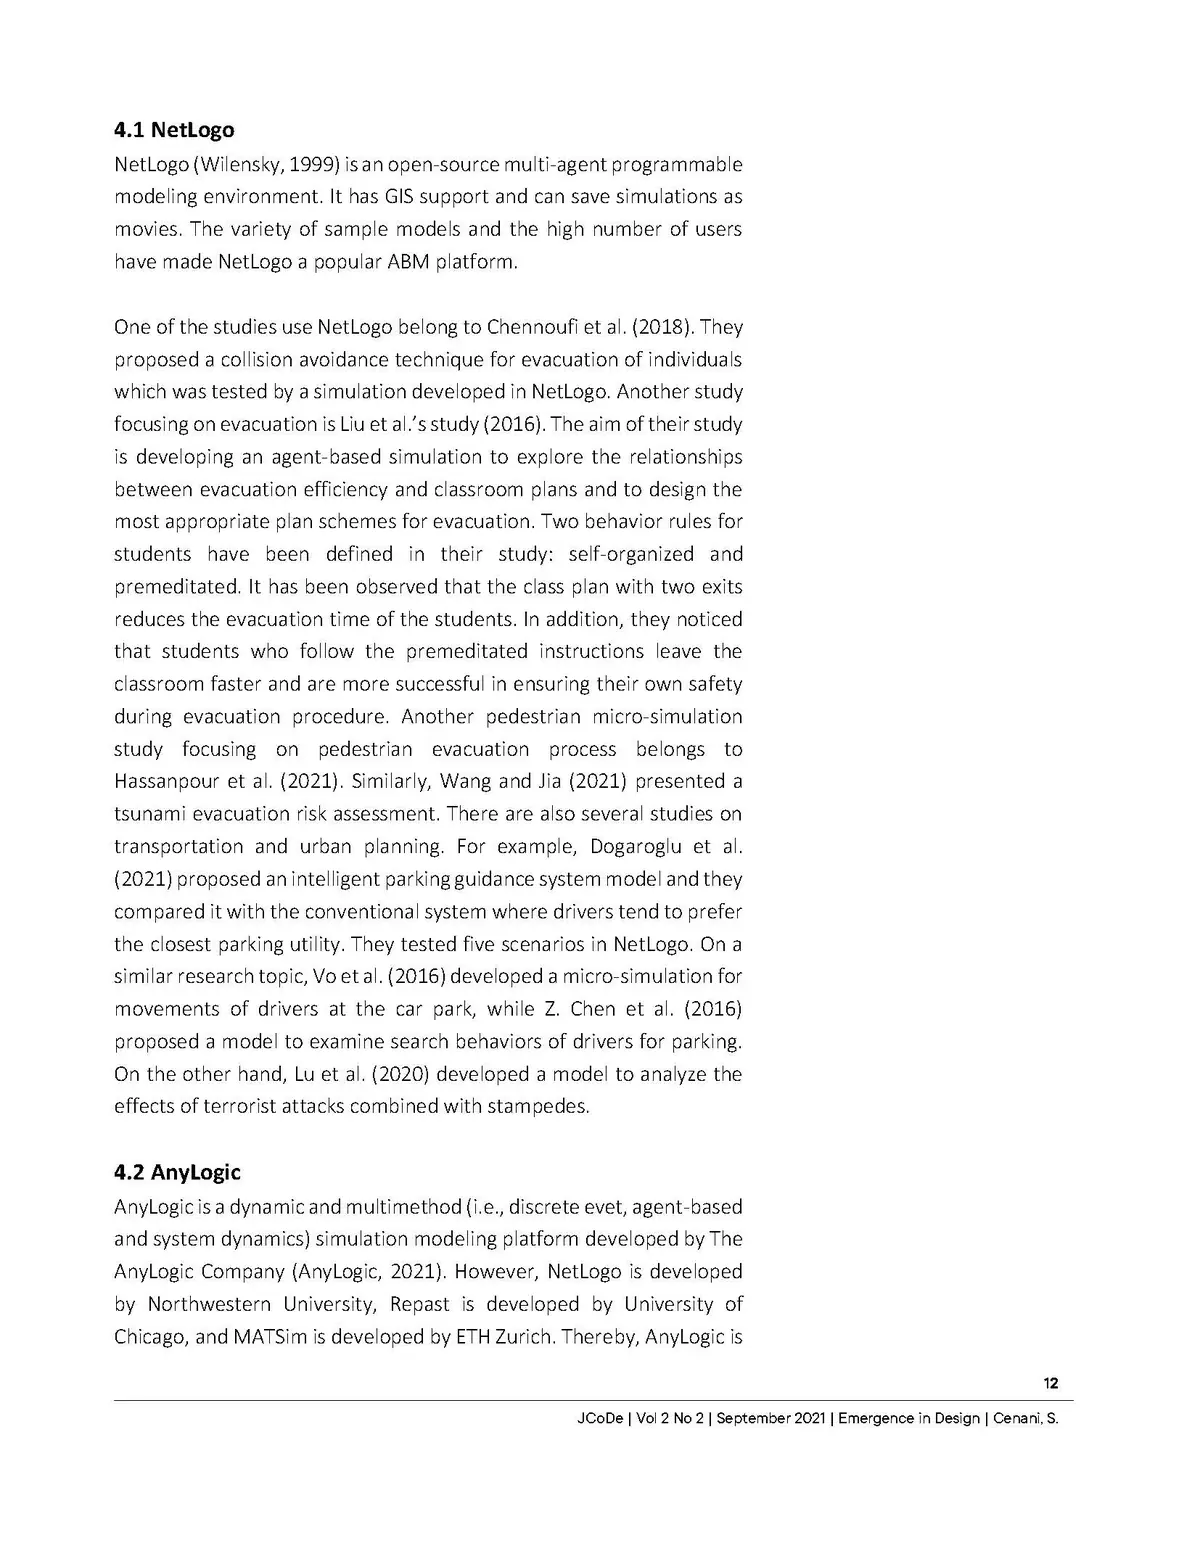 4.1 NetLogo
NetLogo (Wilensky, 1999) is an open-source multi-agent programmable
modeling environment. It has GIS support and can save simulations as
movies. The variety of sample models and the high number of users
have made NetLogo a popular ABM platform.
One of the studies use NetLogo belong to Chennoufi et al. (2018). They
proposed a collision avoidance technique for evacuation of individuals
which was tested by a simulation developed in NetLogo. Another study
focusing on evacuation is Liu et al.’s study (2016). The aim of their study
is developing an agent-based simulation to explore the relationships
between evacuation efficiency and classroom plans and to design the
most appropriate plan schemes for evacuation. Two behavior rules for
students have been defined in their study: self-organized and
premeditated. It has been observed that the class plan with two exits
reduces the evacuation time of the students. In addition, they noticed
that students who follow the premeditated instructions leave the
classroom faster and are more successful in ensuring their own safety
during evacuation procedure. Another pedestrian micro-simulation
study focusing on pedestrian evacuation process belongs to
Hassanpour et al. (2021). Similarly, Wang and Jia (2021) presented a
tsunami evacuation risk assessment. There are also several studies on
transportation and urban planning. For example, Dogaroglu et al.
(2021) proposed an intelligent parking guidance system model and they
compared it with the conventional system where drivers tend to prefer
the closest parking utility. They tested five scenarios in NetLogo. On a
similar research topic, Vo et al. (2016) developed a micro-simulation for
movements of drivers at the car park, while Z. Chen et al. (2016)
proposed a model to examine search behaviors of drivers for parking.
On the other hand, Lu et al. (2020) developed a model to analyze the
effects of terrorist attacks combined with stampedes.
4.2 AnyLogic
AnyLogic is a dynamic and multimethod (i.e., discrete evet, agent-based
and system dynamics) simulation modeling platform developed by The
AnyLogic Company (AnyLogic, 2021). However, NetLogo is developed
by Northwestern University, Repast is developed by University of
Chicago, and MATSim is developed by ETH Zurich. Thereby, AnyLogic is
12
JCoDe | Vol 2 No 2 | September 2021 | Emergence in Design | Cenani, S.